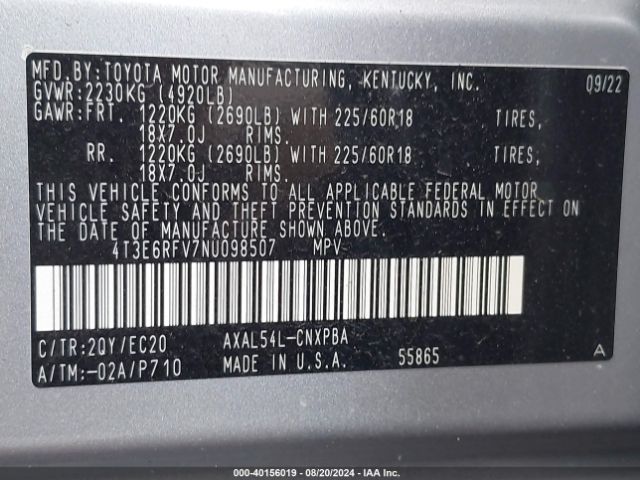 MFD.BY:TOYOTA MOTOR MANUFACTURING, KENTUCKY, INC. 09/22
GVWR:2230KG (4920LB)
GAWR:FRT. 1220KG (2690LB) WITH 225/60R18 TIRES,
18X7.0J RIMS.
RR. 1220KG (2690LB) WITH 225/60R18 TIRES,
18X7.0J RIMS.
THIS VEHICLE CONFORMS TO ALL APPLICABLE FEDERAL MOTOR
VEHICLE SAFETY AND THEFT PREVENTION STANDARDS IN EFFECT ON
THE DATE OF MANUFACTURE SHOWN ABOVE.
4T3E6RFV7NU098507 MPV
C/TR:2QY/EC20 AXAL54L-CNXPBA
A/TM:-02A/P710 MADE IN U.S.A. 55865 A
000-40156019 - 08/20/2024 - IAA Inc.